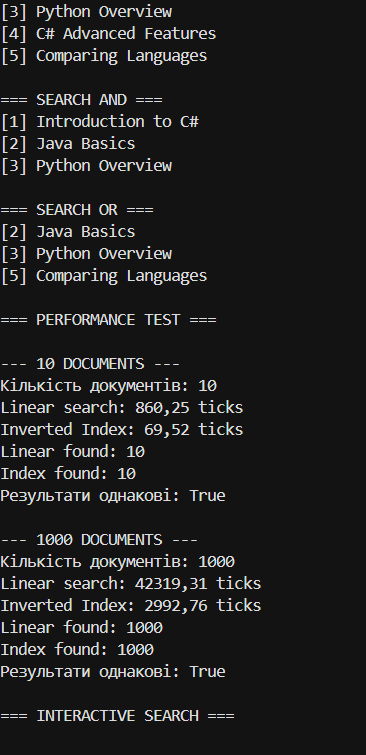 [3] Python Overview
[4] C# Advanced Features
[5] Comparing Languages
=== SEARCH AND ===
[1] Introduction to C#
[2] Java Basics
[3] Python Overview
=== SEARCH OR ===
[2] Java Basics
[3] Python Overview
[5] Comparing Languages
=== PERFORMANCE TEST ===
--- 10 DOCUMENTS ---
Кількість документів: 10
Linear search: 860,25 ticks
Inverted Index: 69,52 ticks
Linear found: 10
Index found: 10
Результати однакові: True
--- 1000 DOCUMENTS ---
Кількість документів: 1000
Linear search: 42319,31 ticks
Inverted Index: 2992,76 ticks
Linear found: 1000
Index found: 1000
Результати однакові: True
=== INTERACTIVE SEARCH ===